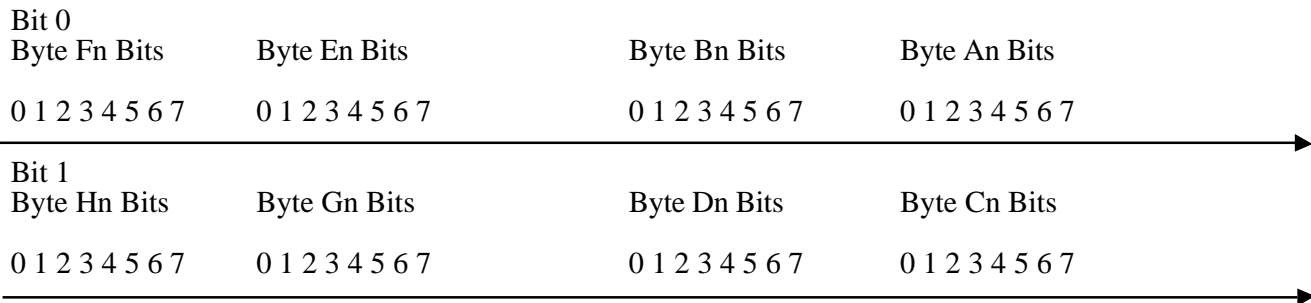 Bit 0
Byte Fn Bits Byte En Bits Byte Bn Bits Byte An Bits
0 1 2 3 4 5 6 7 0 1 2 3 4 5 6 7 0 1 2 3 4 5 6 7 0 1 2 3 4 5 6 7
Bit 1
Byte Hn Bits Byte Gn Bits Byte Dn Bits Byte Cn Bits
0 1 2 3 4 5 6 7 0 1 2 3 4 5 6 7 0 1 2 3 4 5 6 7 0 1 2 3 4 5 6 7